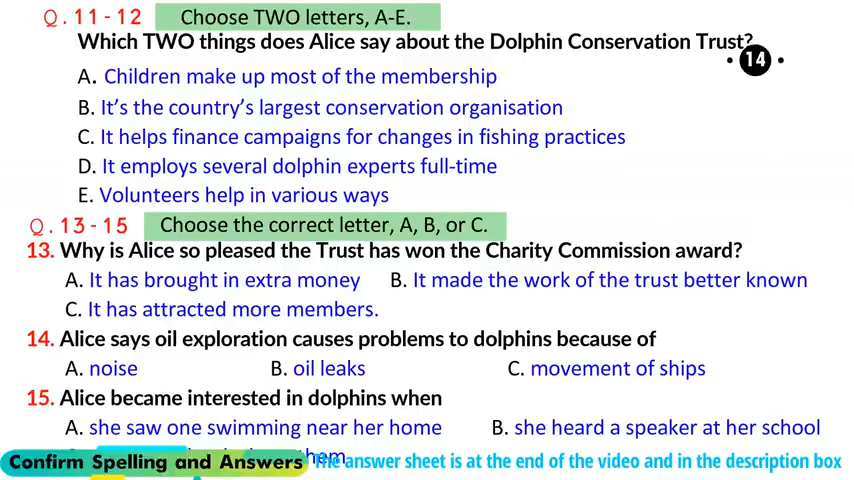 Q.11-12 Choose TWO letters, A-E.
Which TWO things does Alice say about the Dolphin Conservation Trust?
• 14 •
A. Children make up most of the membership
B. It's the country's largest conservation organisation
C. It helps finance campaigns for changes in fishing practices
D. It employs several dolphin experts full-time
E. Volunteers help in various ways
Q.13-15 Choose the correct letter, A, B, or C.
13. Why is Alice so pleased the Trust has won the Charity Commission award?
A. It has brought in extra money B. It made the work of the trust better known
C. It has attracted more members.
14. Alice says oil exploration causes problems to dolphins because of
A. noise B. oil leaks C. movement of ships
15. Alice became interested in dolphins when
A. she saw one swimming near her home B. she heard a speaker at her school
Confirm Spelling and Answers The answer sheet is at the end of the video and in the description box